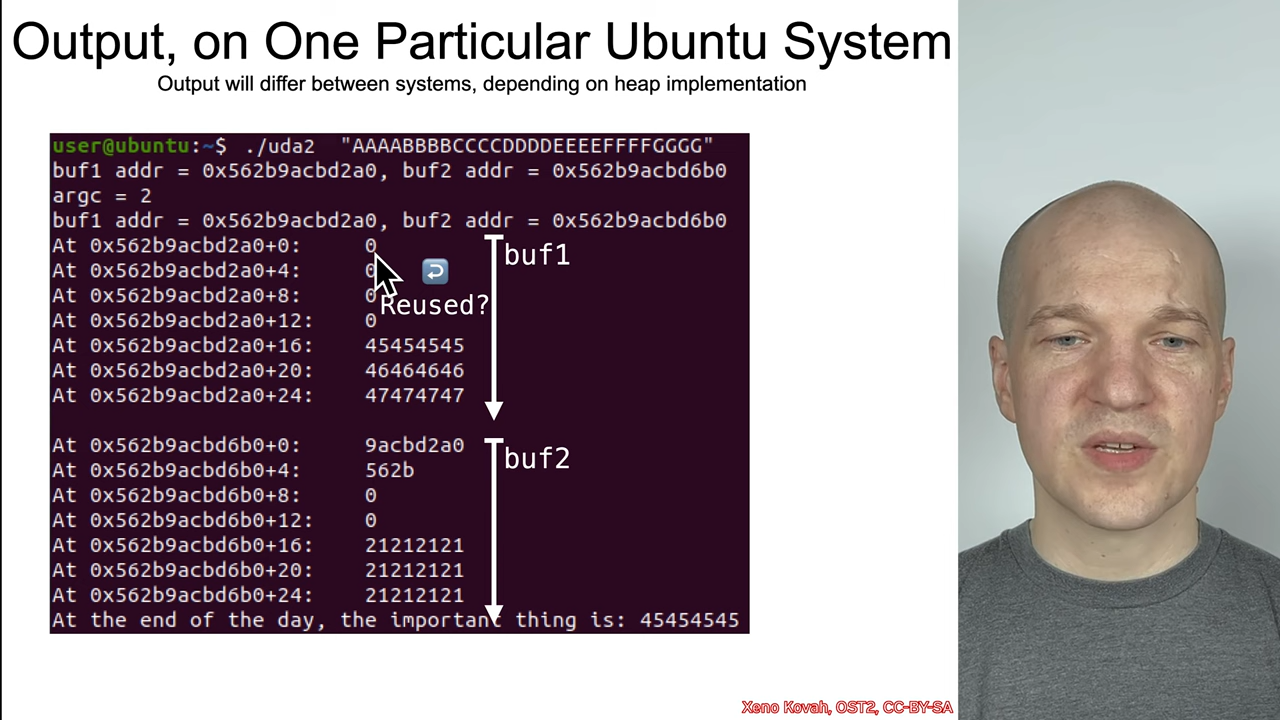 Output, on One Particular Ubuntu System
Output will differ between systems, depending on heap implementation
user@ubuntu:~$ ./uda2 "AAAABBBBCCCCDDDDEEEEFFFFGGGG"
buf1 addr = 0x562b9acbd2a0, buf2 addr = 0x562b9acbd6b0
argc = 2
buf1 addr = 0x562b9acbd2a0, buf2 addr = 0x562b9acbd6b0
At 0x562b9acbd2a0+0: 0
buf1
At 0x562b9acbd2a0+4: 0
At 0x562b9acbd2a0+8: 0
Reused?
At 0x562b9acbd2a0+12: 0
At 0x562b9acbd2a0+16: 45454545
At 0x562b9acbd2a0+20: 46464646
At 0x562b9acbd2a0+24: 47474747
At 0x562b9acbd6b0+0: 9acbd2a0
buf2
At 0x562b9acbd6b0+4: 562b
At 0x562b9acbd6b0+8: 0
At 0x562b9acbd6b0+12: 0
At 0x562b9acbd6b0+16: 21212121
At 0x562b9acbd6b0+20: 21212121
At 0x562b9acbd6b0+24: 21212121
At the end of the day, the important thing is: 45454545
Xeno Kovah, OST2, CC-BY-SA